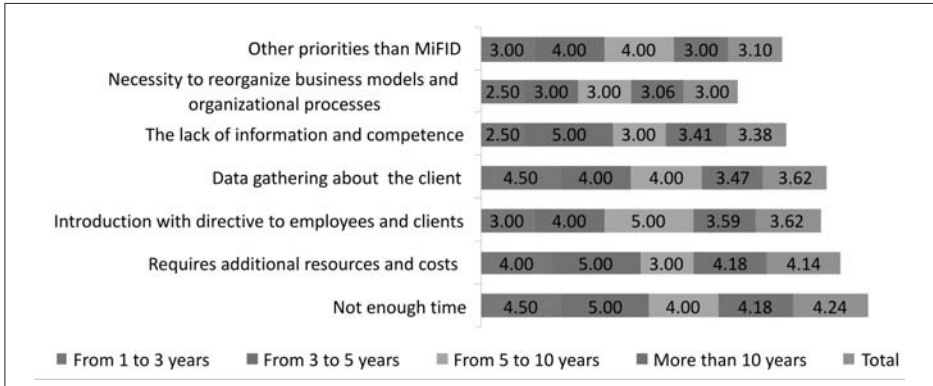 Other priorities than MiFID 3.00 4.00 4.00 3.00 3.10
Necessity to reorganize business models and
organizational processes 2.50 3.00 3.00 3.06 3.00
The lack of information and competence 2.50 5.00 3.00 3.41 3.38
Data gathering about the client 4.50 4.00 4.00 3.47 3.62
Introduction with directive to employees and clients 3.00 4.00 5.00 3.59 3.62
Requires additional resources and costs 4.00 5.00 3.00 4.18 4.14
Not enough time 4.50 5.00 4.00 4.18 4.24
From 1 to 3 years From 3 to 5 years From 5 to 10 years More than 10 years Total